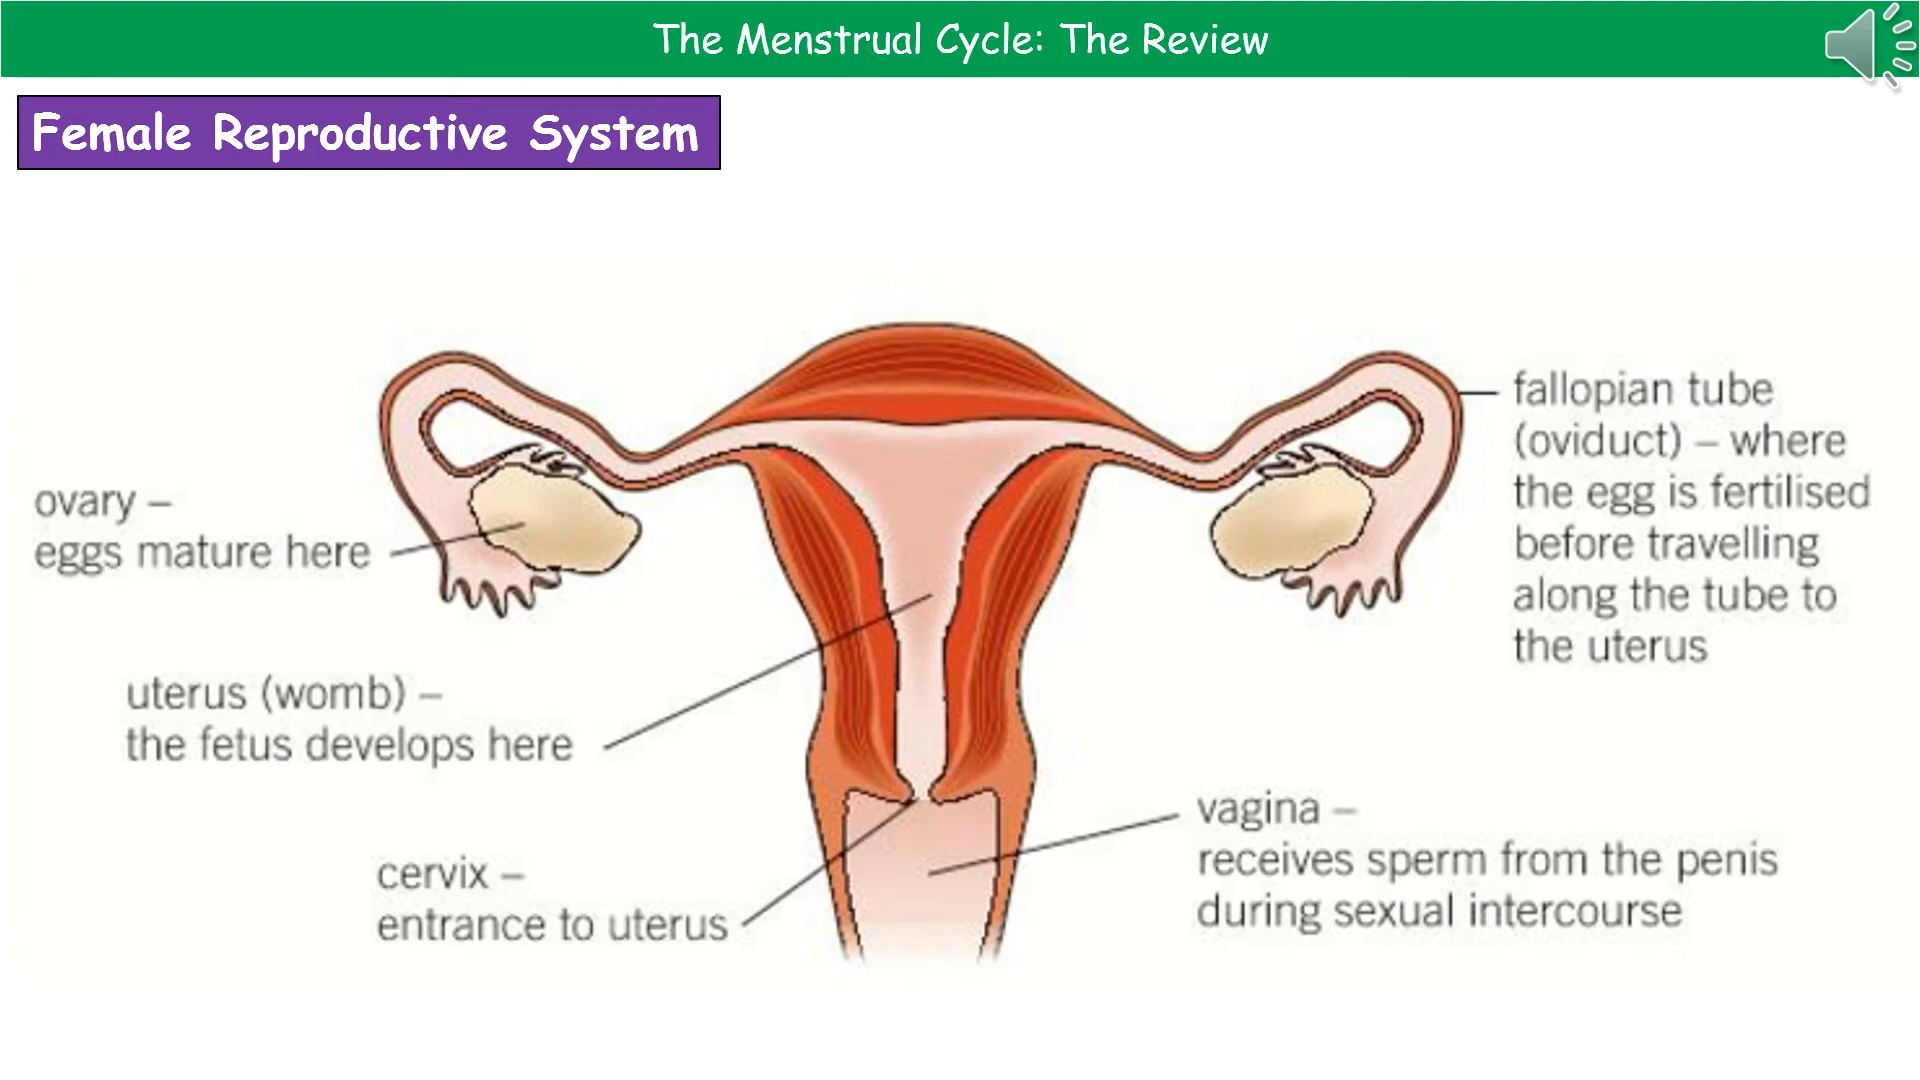 The Menstrual Cycle: The Review
Female Reproductive System
fallopian tube
(oviduct) – where
the egg is fertilised
before travelling
along the tube to
the uterus
ovary –
eggs mature here
uterus (womb) –
the fetus develops here
vagina –
receives sperm from the penis
during sexual intercourse
cervix –
entrance to uterus